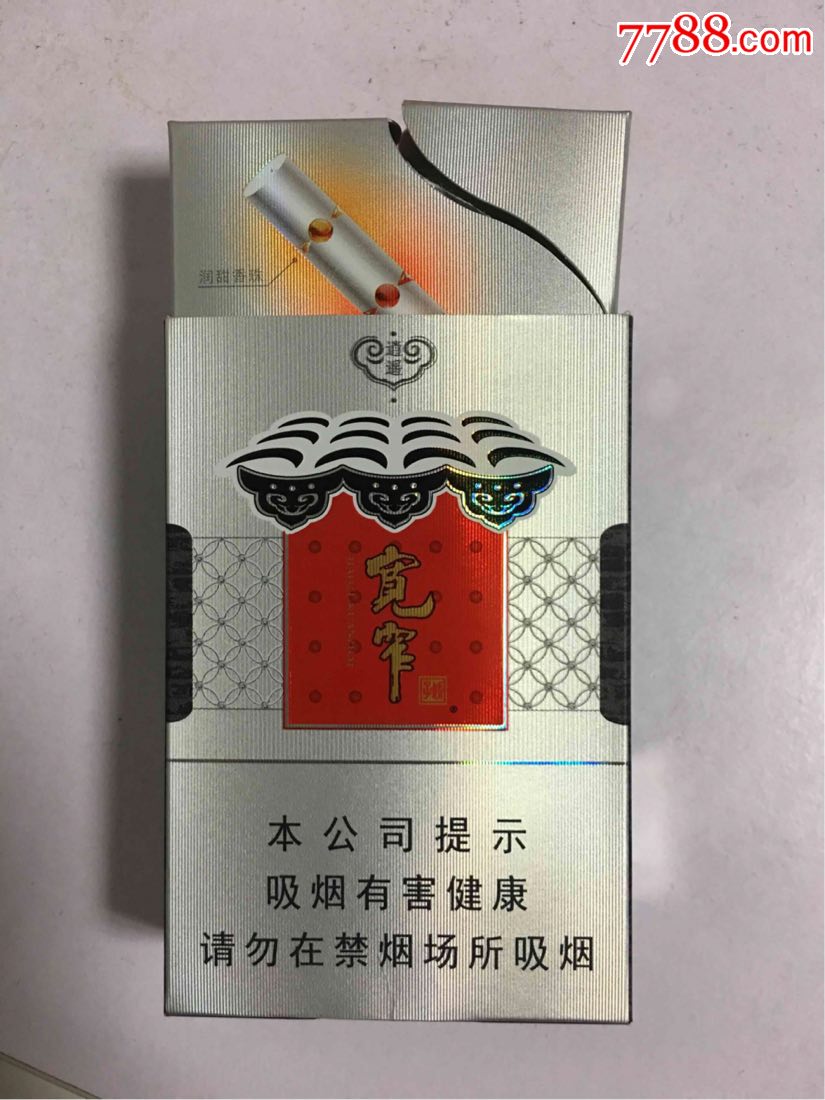 7788.com
润甜香珠
逍遥
宽窄
本公司提示
吸烟有害健康
请勿在禁烟场所吸烟